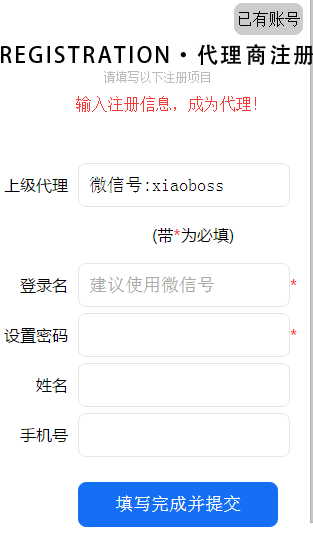 已有账号
REGISTRATION·代理商注册
请填写以下注册项目
输入注册信息，成为代理！
上级代理 微信号:xiaoboss
(带*为必填)
登录名 建议使用微信号 *
设置密码 *
姓名
手机号
填写完成并提交